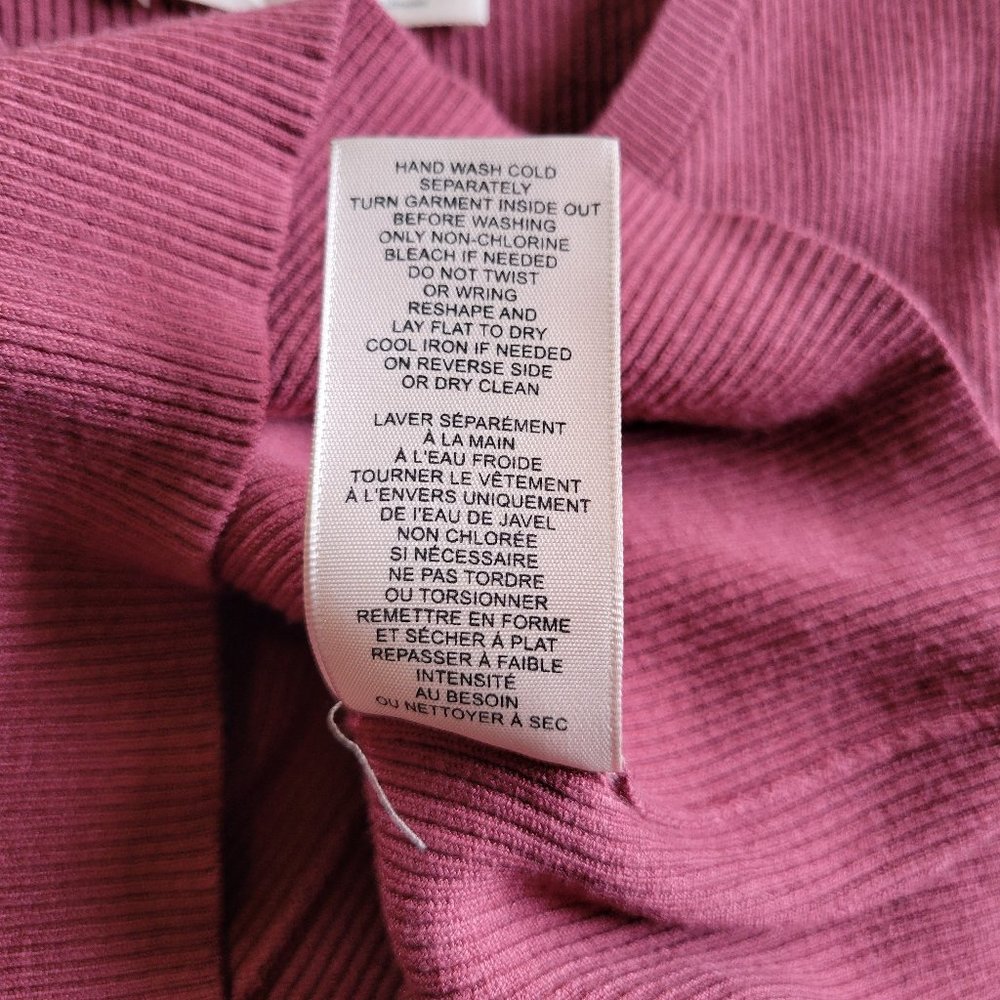 HAND WASH COLD
SEPARATELY
TURN GARMENT INSIDE OUT
BEFORE WASHING
ONLY NON-CHLORINE
BLEACH IF NEEDED
DO NOT TWIST
OR WRING
RESHAPE AND
LAY FLAT TO DRY
COOL IRON IF NEEDED
ON REVERSE SIDE
OR DRY CLEAN
LAVER SÉPARÉMENT
À LA MAIN
À L'EAU FROIDE
TOURNER LE VÊTEMENT
À L'ENVERS UNIQUEMENT
DE l'EAU DE JAVEL
NON CHLORÉE
SI NÉCESSAIRE
NE PAS TORDRE
OU TORSIONNER
REMETTRE EN FORME
ET SÉCHER À PLAT
REPASSER À FAIBLE
INTENSITÉ
AU BESOIN
OU NETTOYER À SEC